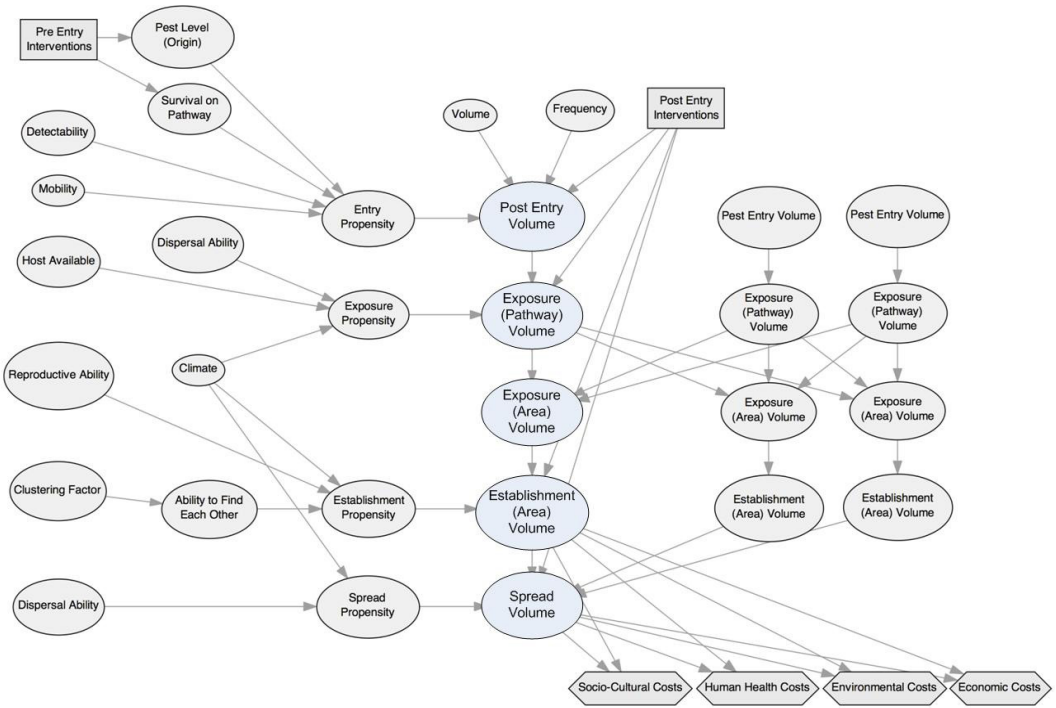 Pre Entry
Interventions
Pest Level
(Origin)
Survival on
Pathway
Detectability
Mobility
Volume
Frequency
Post Entry
Interventions
Entry
Propensity
Post Entry
Volume
Pest Entry Volume
Pest Entry Volume
Dispersal Ability
Host Available
Exposure
Propensity
Exposure
(Pathway)
Volume
Exposure
(Pathway)
Volume
Exposure
(Pathway)
Volume
Reproductive Ability
Climate
Exposure
(Area)
Volume
Exposure
(Area) Volume
Exposure
(Area) Volume
Clustering Factor
Ability to Find
Each Other
Establishment
Propensity
Establishment
(Area)
Volume
Establishment
(Area) Volume
Establishment
(Area) Volume
Dispersal Ability
Spread
Propensity
Spread
Volume
Socio-Cultural Costs
Human Health Costs
Environmental Costs
Economic Costs